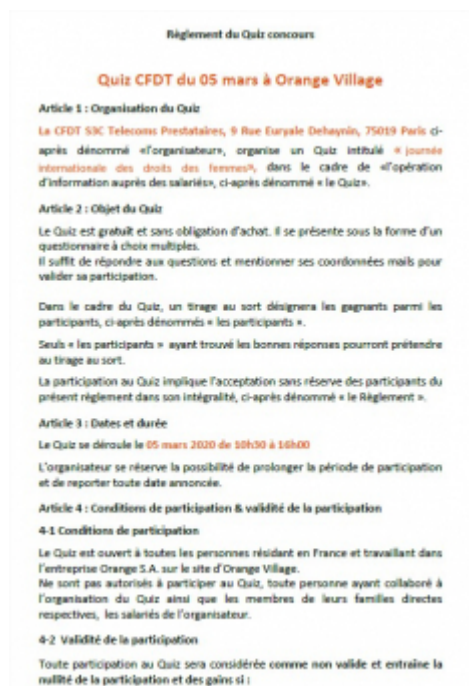 Règlement du Quiz concours
Quiz CFDT du 05 mars à Orange Village
Article 1 : Organisation du Quiz
La CFDT S3C Telecoms Prestataires, 9 Rue Euryale Dehaynin, 75019 Paris ci-
après dénommé «l'organisateur», organise un Quiz intitulé « journée
internationale des droits des femmes», dans le cadre de «l'opération
d'information auprès des salariés», ci-après dénommé « le Quiz».
Article 2 : Objet du Quiz
Le Quiz est gratuit et sans obligation d'achat. Il se présente sous la forme d'un
questionnaire à choix multiples.
Il suffit de répondre aux questions et mentionner ses coordonnées mails pour
valider sa participation.
Dans le cadre du Quiz, un tirage au sort désignera les gagnants parmi les
participants, ci-après dénommés « les participants ».
Seuls « les participants » ayant trouvé les bonnes réponses pourront prétendre
au tirage au sort.
La participation au Quiz implique l'acceptation sans réserve des participants du
présent règlement dans son intégralité, ci-après dénommé « le Règlement ».
Article 3 : Dates et durée
Le Quiz se déroule le 05 mars 2020 de 10h30 à 16h00
L'organisateur se réserve la possibilité de prolonger la période de participation
et de reporter toute date annoncée.
Article 4 : Conditions de participation & validité de la participation
4-1 Conditions de participation
Le Quiz est ouvert à toutes les personnes résidant en France et travaillant dans
l'entreprise Orange S.A. sur le site d'Orange Village.
Ne sont pas autorisés à participer au Quiz, toute personne ayant collaboré à
l'organisation du Quiz ainsi que les membres de leurs familles directes
respectives, les salariés de l'organisateur.
4-2 Validité de la participation
Toute participation au Quiz sera considérée comme non valide et entraine la
nullité de la participation et des gains si :